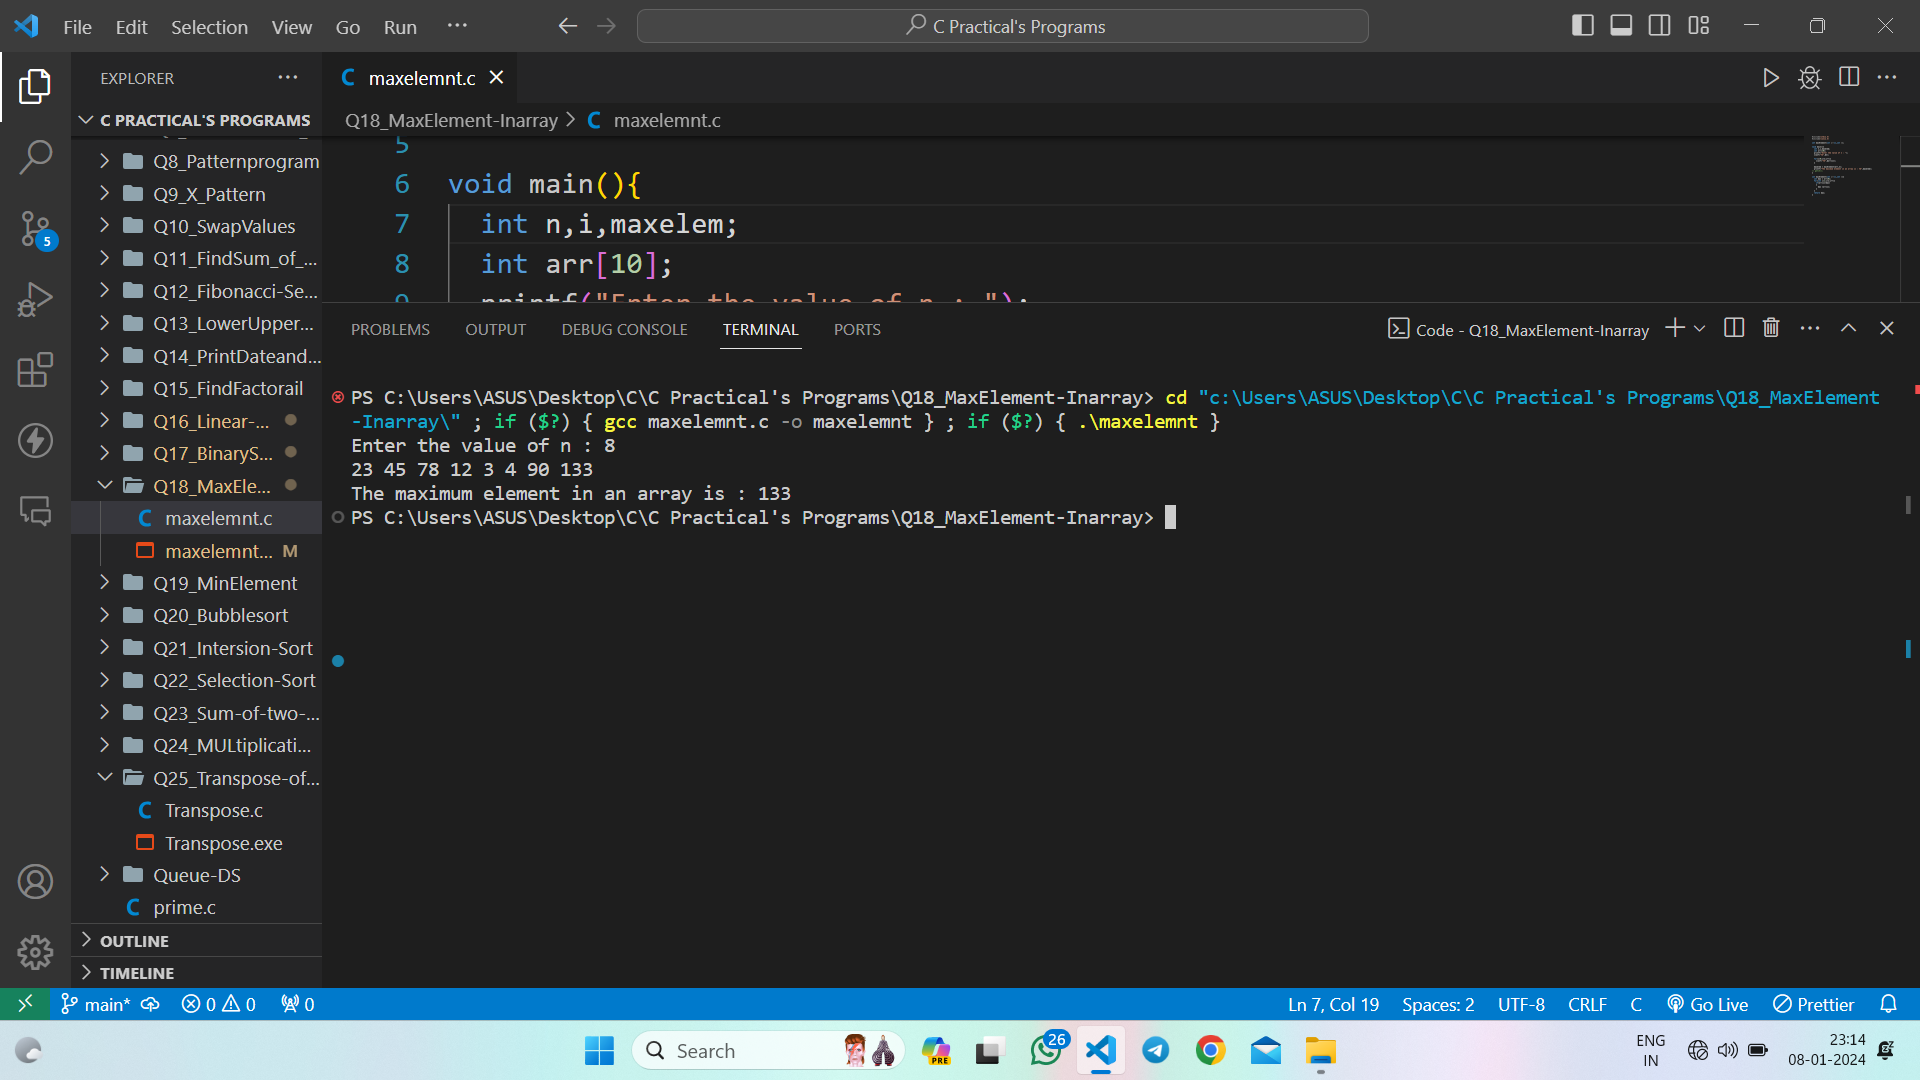 File Edit Selection View Go Run ···
C Practical's Programs
EXPLORER ···
C PRACTICAL'S PROGRAMS
Q8_Patternprogram
Q9_X_Pattern
Q10_SwapValues
Q11_FindSum_of_...
Q12_Fibonacci-Se...
Q13_LowerUpper...
Q14_PrintDateand...
Q15_FindFactorail
Q16_Linear-...
Q17_BinaryS...
Q18_MaxEle...
C maxelemnt.c
maxelemnt... M
Q19_MinElement
Q20_Bubblesort
Q21_Intersion-Sort
Q22_Selection-Sort
Q23_Sum-of-two-...
Q24_MULtiplicati...
Q25_Transpose-of...
C Transpose.c
Transpose.exe
Queue-DS
C prime.c
OUTLINE
TIMELINE
5
C maxelemnt.c
Q18_MaxElement-Inarray > C maxelemnt.c
5
6 void main(){
7 int n,i,maxelem;
8 int arr[10];
9 printf("Enter the value of n : ");
PROBLEMS OUTPUT DEBUG CONSOLE TERMINAL PORTS
Code - Q18_MaxElement-Inarray
PS C:\Users\ASUS\Desktop\C\C Practical's Programs\Q18_MaxElement-Inarray> cd "c:\Users\ASUS\Desktop\C\C Practical's Programs\Q18_MaxElement
-Inarray\" ; if ($?) { gcc maxelemnt.c -o maxelemnt } ; if ($?) { .\maxelemnt }
Enter the value of n : 8
23 45 78 12 3 4 90 133
The maximum element in an array is : 133
PS C:\Users\ASUS\Desktop\C\C Practical's Programs\Q18_MaxElement-Inarray>
main* 0 0 0
Ln 7, Col 19 Spaces: 2 UTF-8 CRLF C Go Live Prettier
Search
PRE
26
ENG
IN
23:14
08-01-2024